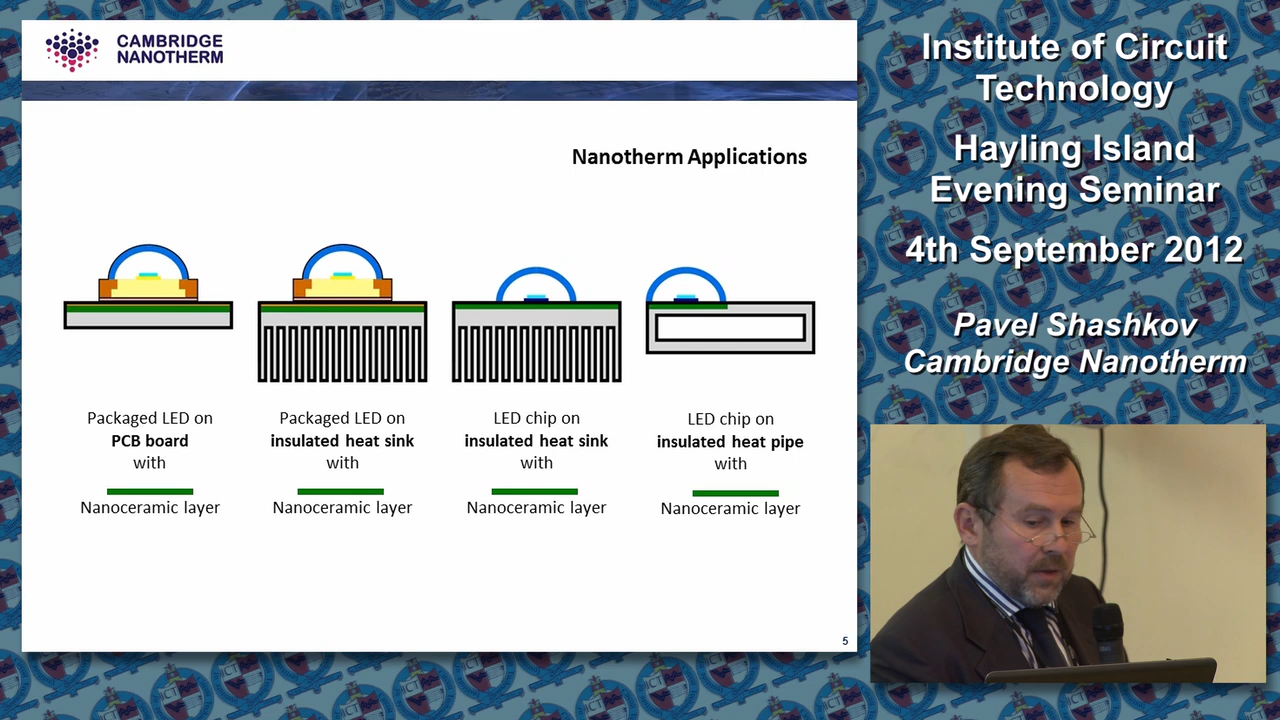 CAMBRIDGE
NANOTHERM
Nanotherm Applications
Packaged LED on
PCB board
with
Nanoceramic layer
Packaged LED on
insulated heat sink
with
Nanoceramic layer
LED chip on
insulated heat sink
with
Nanoceramic layer
LED chip on
insulated heat pipe
with
Nanoceramic layer
5
Institute of Circuit
Technology
Hayling Island
Evening Seminar
4th September 2012
Pavel Shashkov
Cambridge Nanotherm
ICT